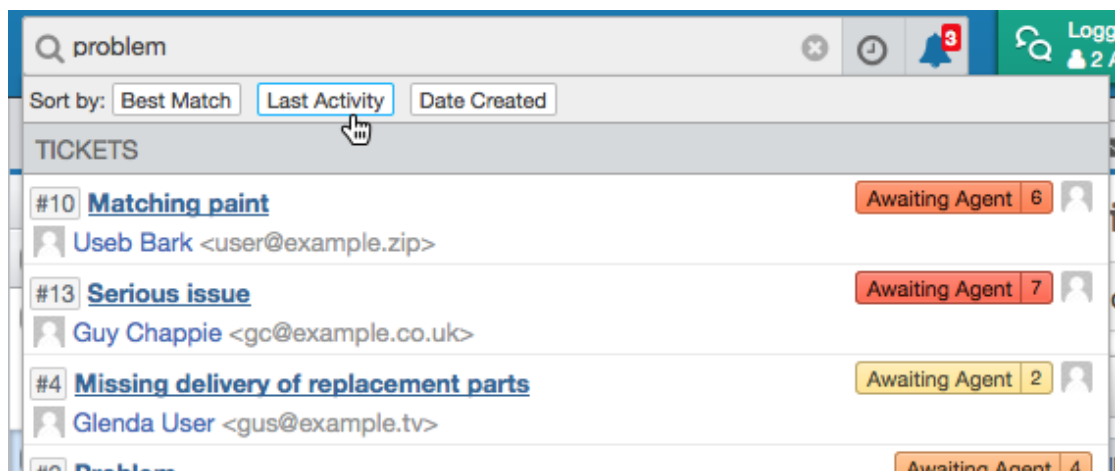 problem
3
Logg
2 A
Sort by: Best Match Last Activity Date Created
TICKETS
#10 Matching paint Awaiting Agent 6
Useb Bark <user@example.zip>
#13 Serious issue Awaiting Agent 7
Guy Chappie <gc@example.co.uk>
#4 Missing delivery of replacement parts Awaiting Agent 2
Glenda User <gus@example.tv>
Problem Awaiting Agent 4